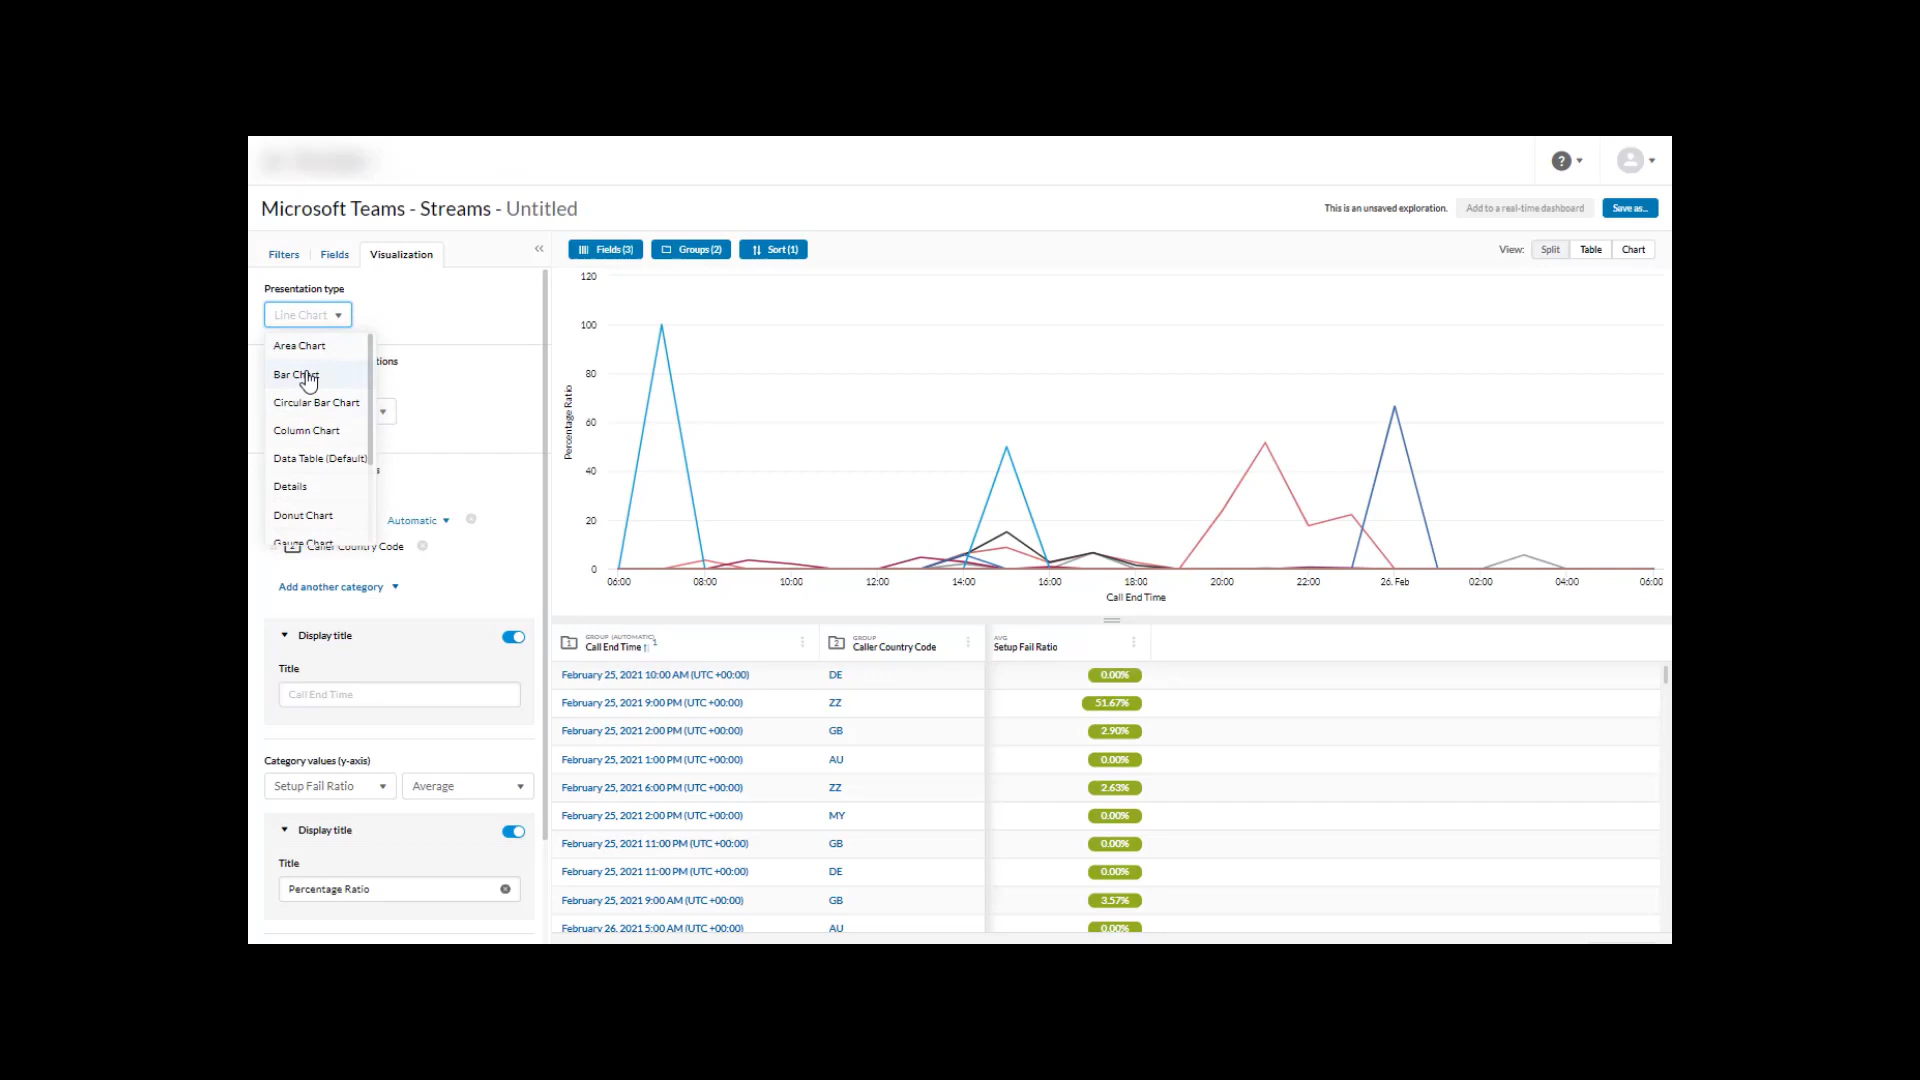 Microsoft Teams - Streams - Untitled
This is an unsaved exploration.
Add to a real-time dashboard
Save as...
Filters
Fields
Visualization
Fields (3)
Groups (2)
Sort (1)
View:
Split
Table
Chart
Presentation type
Line Chart
Area Chart
Bar Chart
Circular Bar Chart
Column Chart
Data Table (Default)
Details
Donut Chart
Gauge Chart
tions
s
Automatic
2
Caller Country Code
Add another category
Display title
Title
Call End Time
Category values (y-axis)
Setup Fail Ratio
Average
Display title
Title
Percentage Ratio
120
100
80
60
40
20
0
Percentage Ratio
06:00
08:00
10:00
12:00
14:00
16:00
18:00
20:00
22:00
26. Feb
02:00
04:00
06:00
Call End Time
1
GROUP (AUTOMATIC)
Call End Time
1
2
GROUP
Caller Country Code
AVG
Setup Fail Ratio
February 25, 2021 10:00 AM (UTC +00:00) DE 0.00%
February 25, 2021 9:00 PM (UTC +00:00) ZZ 51.67%
February 25, 2021 2:00 PM (UTC +00:00) GB 2.90%
February 25, 2021 1:00 PM (UTC +00:00) AU 0.00%
February 25, 2021 6:00 PM (UTC +00:00) ZZ 2.63%
February 25, 2021 2:00 PM (UTC +00:00) MY 0.00%
February 25, 2021 11:00 PM (UTC +00:00) GB 0.00%
February 25, 2021 11:00 PM (UTC +00:00) DE 0.00%
February 25, 2021 9:00 AM (UTC +00:00) GB 3.57%
February 26, 2021 5:00 AM (UTC +00:00) AU 0.00%